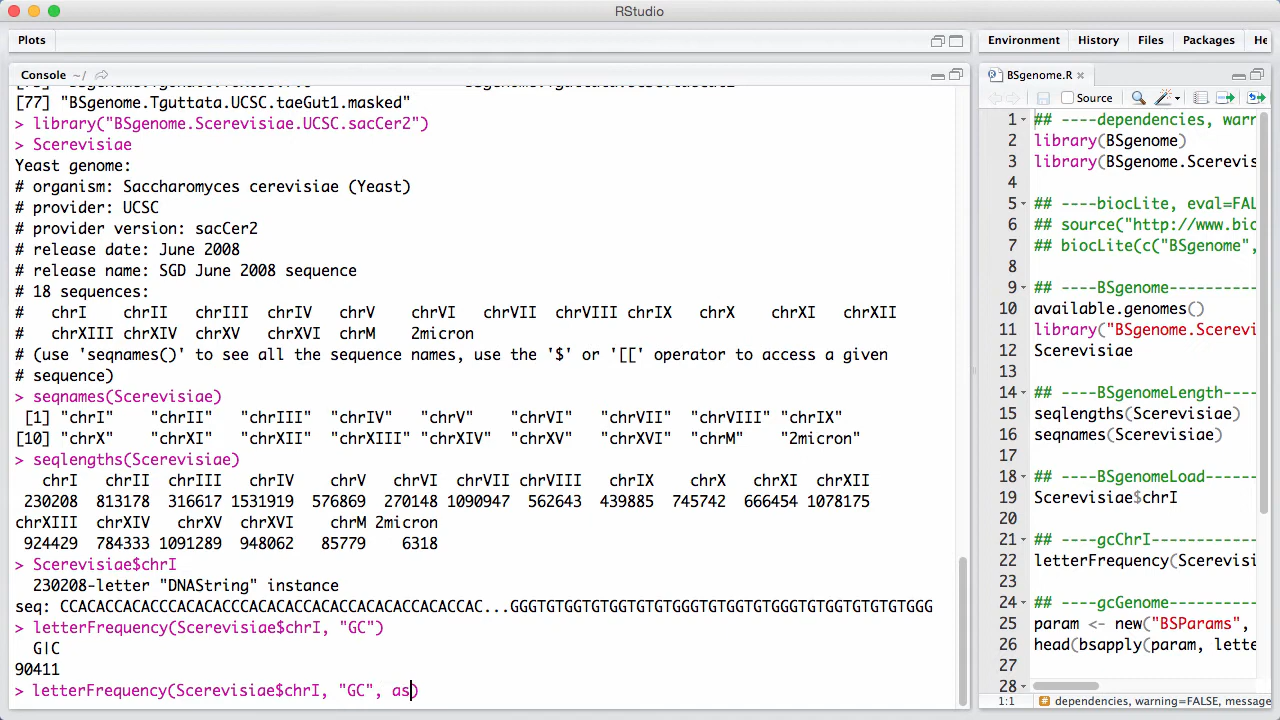 RStudio
Plots
Console ~/
[77] "BSgenome.Tguttata.UCSC.taeGut1.masked"
> library("BSgenome.Scerevisiae.UCSC.sacCer2")
> Scerevisiae
Yeast genome:
# organism: Saccharomyces cerevisiae (Yeast)
# provider: UCSC
# provider version: sacCer2
# release date: June 2008
# release name: SGD June 2008 sequence
# 18 sequences:
#   chrI    chrII   chrIII  chrIV   chrV    chrVI   chrVII  chrVIII chrIX   chrX    chrXI   chrXII
#   chrXIII chrXIV  chrXV   chrXVI  chrM    2micron
# (use 'seqnames()' to see all the sequence names, use the '$' or '[[' operator to access a given
# sequence)
> seqnames(Scerevisiae)
[1] "chrI"    "chrII"   "chrIII"  "chrIV"   "chrV"    "chrVI"   "chrVII"  "chrVIII" "chrIX"
[10] "chrX"    "chrXI"   "chrXII"  "chrXIII" "chrXIV"  "chrXV"   "chrXVI"  "chrM"    "2micron"
> seqlengths(Scerevisiae)
chrI   chrII  chrIII   chrIV    chrV   chrVI  chrVII chrVIII   chrIX    chrX   chrXI  chrXII
230208  813178  316617 1531919  576869  270148 1090947  562643  439885  745742  666454 1078175
chrXIII  chrXIV   chrXV  chrXVI    chrM 2micron
924429  784333 1091289  948062   85779    6318
> Scerevisiae$chrI
230208-letter "DNAString" instance
seq: CCACACCACACCCACACACCCACACACCACACCACACACCACACCAC...GGGTGTGGTGTGGTGTGTGGGTGTGGTGTGGGTGTGGTGTGTGTGGG
> letterFrequency(Scerevisiae$chrI, "GC")
G|C
90411
> letterFrequency(Scerevisiae$chrI, "GC", as)
Environment History Files Packages He
BSgenome.R
Source
1 ## ----dependencies, warr
2 library(BSgenome)
3 library(BSgenome.Scerevis
4
5 ## ----biocLite, eval=FAL
6 ## source("http://www.bio
7 ## biocLite(c("BSgenome",
8
9 ## ----BSgenome----------
10 available.genomes()
11 library("BSgenome.Scerevi
12 Scerevisiae
13
14 ## ----BSgenomeLength----
15 seqlengths(Scerevisiae)
16 seqnames(Scerevisiae)
17
18 ## ----BSgenomeLoad------
19 Scerevisiae$chrI
20
21 ## ----gcChrI------------
22 letterFrequency(Scerevisi
23
24 ## ----gcGenome----------
25 param <- new("BSParams",
26 head(bsapply(param, lette
27
28
1:1 # dependencies, warning=FALSE, message